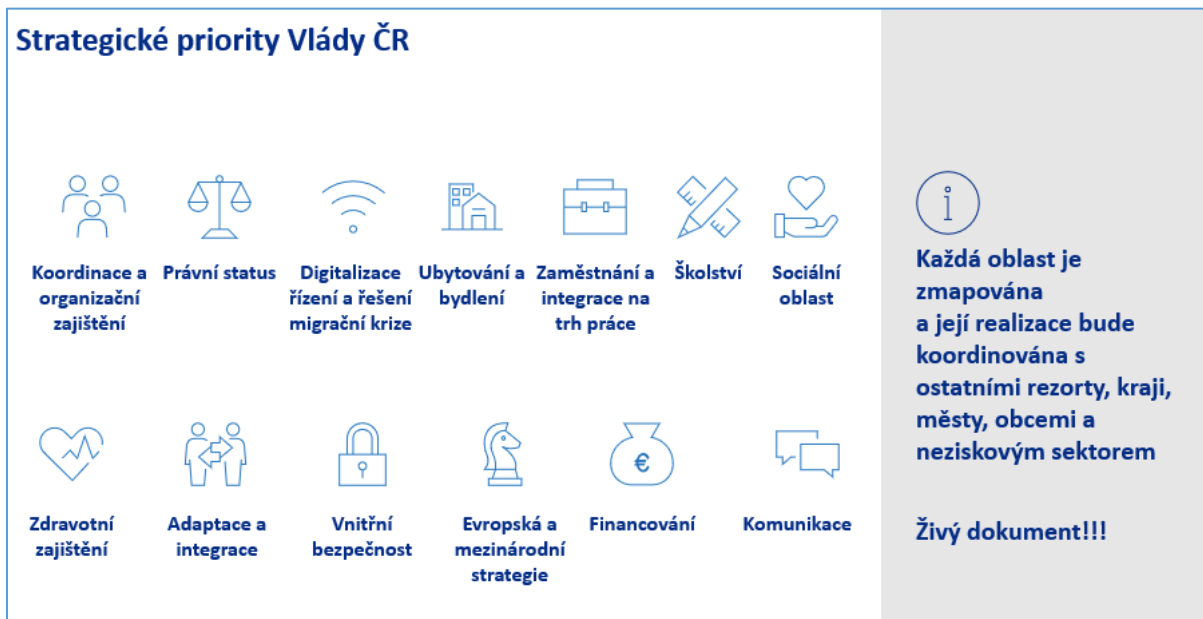 Strategické priority Vlády ČR
Koordinace a
organizační
zajištění
Právní status
Digitalizace
řízení a řešení
migrační krize
Ubytování a
bydlení
Zaměstnání a
integrace na
trh práce
Školství
Sociální
oblast
Zdravotní
zajištění
Adaptace a
integrace
Vnitřní
bezpečnost
Evropská a
mezinárodní
strategie
€
Financování
Komunikace
i
Každá oblast je
zmapována
a její realizace bude
koordinována s
ostatními rezorty, kraji,
městy, obcemi a
neziskovým sektorem
Živý dokument!!!